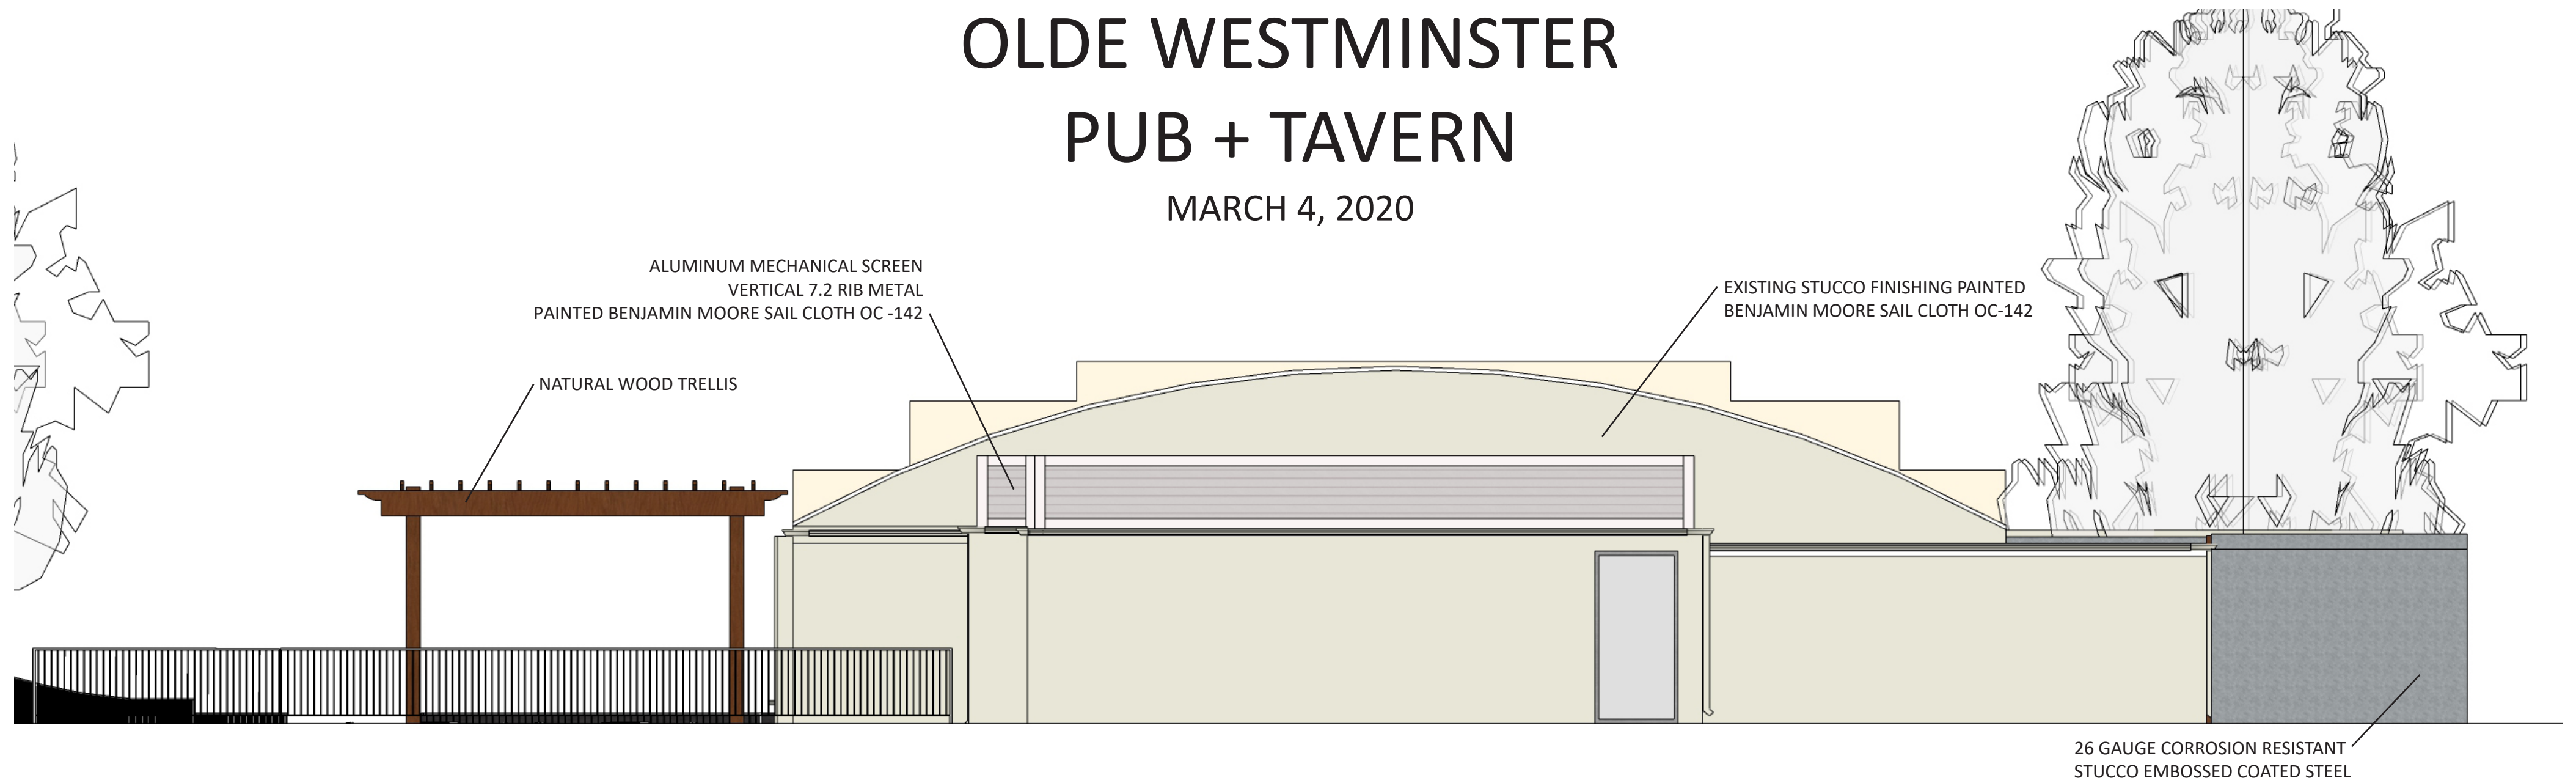 OLDE WESTMINSTER
PUB + TAVERN
MARCH 4, 2020
ALUMINUM MECHANICAL SCREEN
VERTICAL 7.2 RIB METAL
PAINTED BENJAMIN MOORE SAIL CLOTH OC -142
EXISTING STUCCO FINISHING PAINTED
BENJAMIN MOORE SAIL CLOTH OC-142
NATURAL WOOD TRELLIS
26 GAUGE CORROSION RESISTANT
STUCCO EMBOSSED COATED STEEL